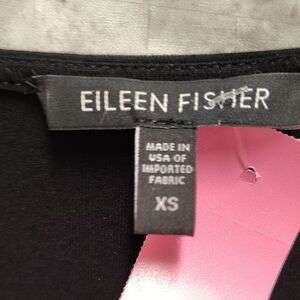 EILEEN FISHER
MADE IN
USA OF
IMPORTED
FABRIC
XS